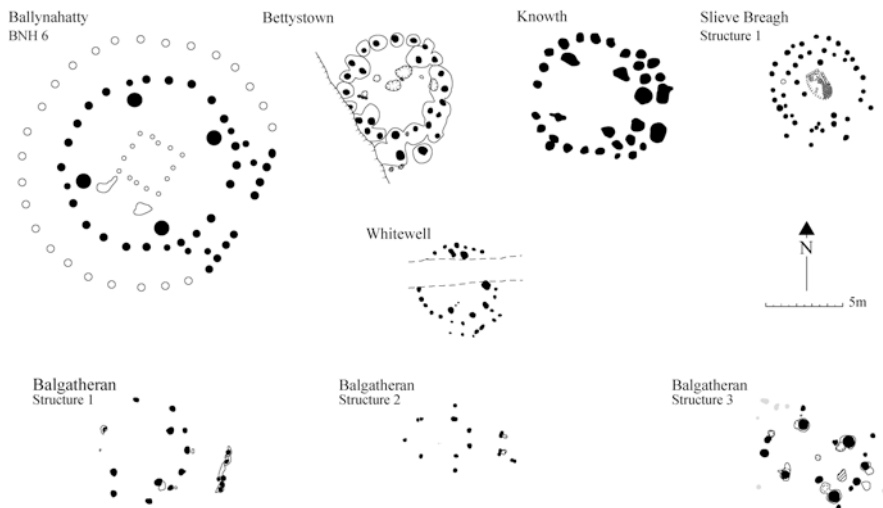 Ballynahatty
BNH 6
Bettystown
Knowth
Slieve Breagh
Structure 1
Whitewell
N
5m
Balgatheran
Structure 1
Balgatheran
Structure 2
Balgatheran
Structure 3